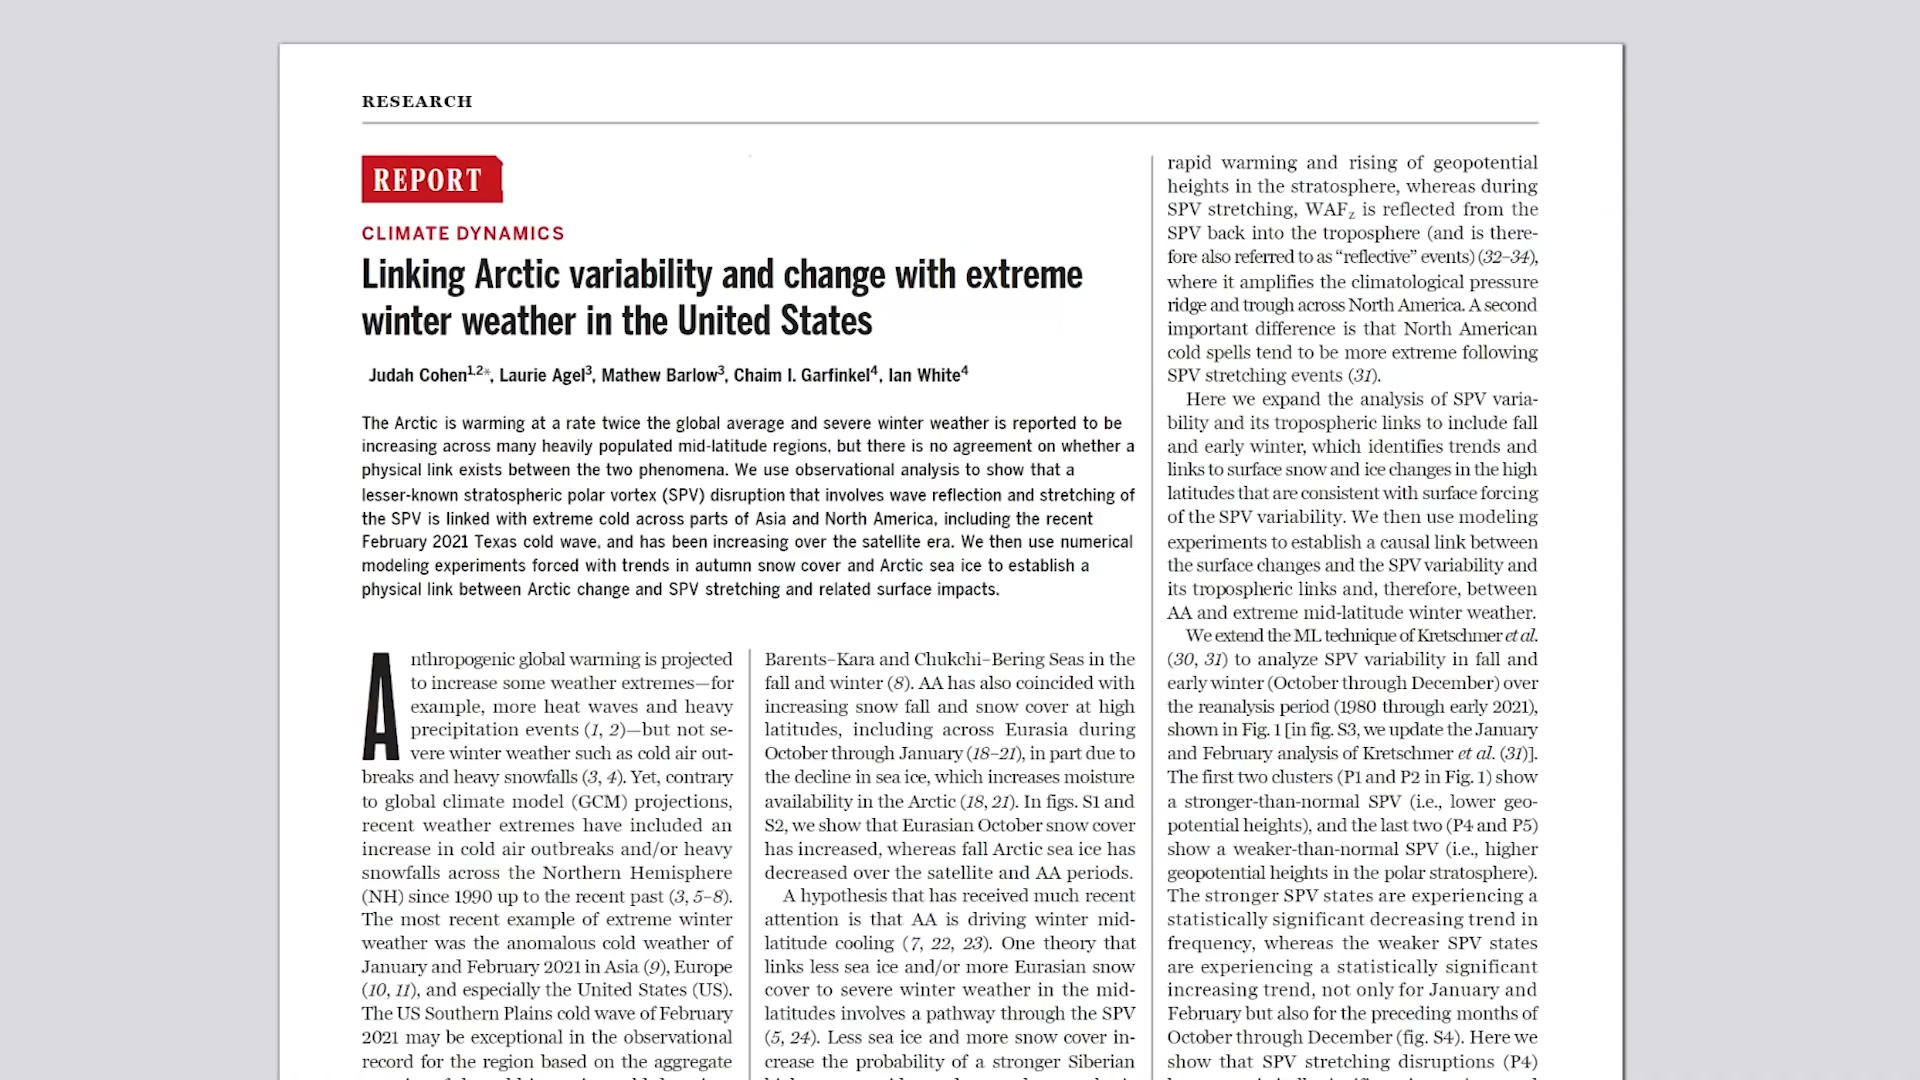 RESEARCH
REPORT
CLIMATE DYNAMICS
Linking Arctic variability and change with extreme
winter weather in the United States
Judah Cohen1,2*, Laurie Agel3, Mathew Barlow3, Chaim I. Garfinkel4, Ian White4
The Arctic is warming at a rate twice the global average and severe winter weather is reported to be
increasing across many heavily populated mid-latitude regions, but there is no agreement on whether a
physical link exists between the two phenomena. We use observational analysis to show that a
lesser-known stratospheric polar vortex (SPV) disruption that involves wave reflection and stretching of
the SPV is linked with extreme cold across parts of Asia and North America, including the recent
February 2021 Texas cold wave, and has been increasing over the satellite era. We then use numerical
modeling experiments forced with trends in autumn snow cover and Arctic sea ice to establish a
physical link between Arctic change and SPV stretching and related surface impacts.
Anthropogenic global warming is projected
to increase some weather extremes—for
example, more heat waves and heavy
precipitation events (1, 2)—but not se-
vere winter weather such as cold air out-
breaks and heavy snowfalls (3, 4). Yet, contrary
to global climate model (GCM) projections,
recent weather extremes have included an
increase in cold air outbreaks and/or heavy
snowfalls across the Northern Hemisphere
(NH) since 1990 up to the recent past (3, 5–8).
The most recent example of extreme winter
weather was the anomalous cold weather of
January and February 2021 in Asia (9), Europe
(10, 11), and especially the United States (US).
The US Southern Plains cold wave of February
2021 may be exceptional in the observational
record for the region based on the aggregate
Barents–Kara and Chukchi–Bering Seas in the
fall and winter (8). AA has also coincided with
increasing snow fall and snow cover at high
latitudes, including across Eurasia during
October through January (18–21), in part due to
the decline in sea ice, which increases moisture
availability in the Arctic (18, 21). In figs. S1 and
S2, we show that Eurasian October snow cover
has increased, whereas fall Arctic sea ice has
decreased over the satellite and AA periods.
A hypothesis that has received much recent
attention is that AA is driving winter mid-
latitude cooling (7, 22, 23). One theory that
links less sea ice and/or more Eurasian snow
cover to severe winter weather in the mid-
latitudes involves a pathway through the SPV
(5, 24). Less sea ice and more snow cover in-
crease the probability of a stronger Siberian
rapid warming and rising of geopotential
heights in the stratosphere, whereas during
SPV stretching, WAFz is reflected from the
SPV back into the troposphere (and is there-
fore also referred to as “reflective” events) (32–34),
where it amplifies the climatological pressure
ridge and trough across North America. A second
important difference is that North American
cold spells tend to be more extreme following
SPV stretching events (31).
Here we expand the analysis of SPV varia-
bility and its tropospheric links to include fall
and early winter, which identifies trends and
links to surface snow and ice changes in the high
latitudes that are consistent with surface forcing
of the SPV variability. We then use modeling
experiments to establish a causal link between
the surface changes and the SPV variability and
its tropospheric links and, therefore, between
AA and extreme mid-latitude winter weather.
We extend the ML technique of Kretschmer et al.
(30, 31) to analyze SPV variability in fall and
early winter (October through December) over
the reanalysis period (1980 through early 2021),
shown in Fig. 1 [in fig. S3, we update the January
and February analysis of Kretschmer et al. (31)].
The first two clusters (P1 and P2 in Fig. 1) show
a stronger-than-normal SPV (i.e., lower geo-
potential heights), and the last two (P4 and P5)
show a weaker-than-normal SPV (i.e., higher
geopotential heights in the polar stratosphere).
The stronger SPV states are experiencing a
statistically significant decreasing trend in
frequency, whereas the weaker SPV states
are experiencing a statistically significant
increasing trend, not only for January and
February but also for the preceding months of
October through December (fig. S4). Here we
show that SPV stretching disruptions (P4)